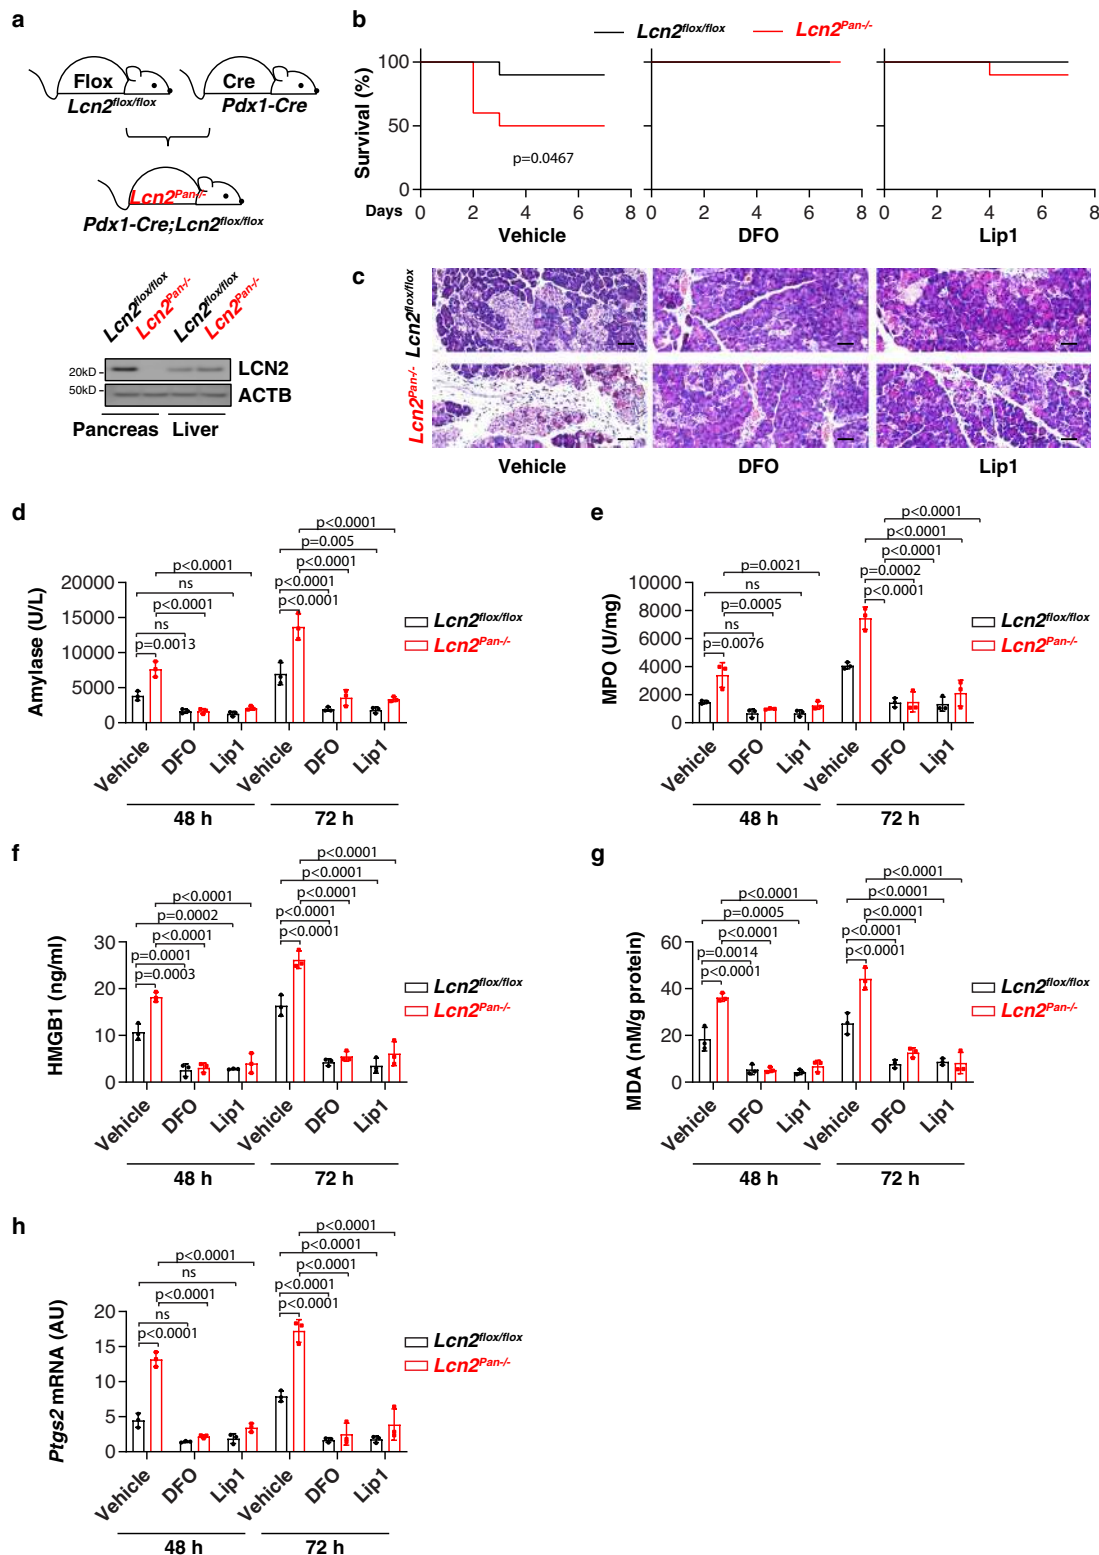 a
Flox
Lcn2flox/flox
Cre
Pdx1-Cre
Lcn2Pan-/-
Pdx1-Cre;Lcn2flox/flox
Lcn2flox/flox
Lcn2Pan-/-
Lcn2flox/flox
Lcn2Pan-/-
20kD
LCN2
50kD
ACTB
Pancreas Liver
b
Lcn2flox/flox Lcn2Pan-/-
Survival (%)
100
50
0
p=0.0467
Days
0 2 4 6 8
0 2 4 6 8
0 2 4 6 8
Vehicle DFO Lip1
c
Lcn2flox/flox
Lcn2Pan-/-
Vehicle DFO Lip1
d
Amylase (U/L)
20000
15000
10000
5000
0
p<0.0001
ns
p<0.0001
ns
p=0.0013
p<0.0001
p=0.005
p<0.0001
p<0.0001
p<0.0001
Lcn2flox/flox
Lcn2Pan-/-
Vehicle DFO Lip1 Vehicle DFO Lip1
48 h 72 h
e
MPO (U/mg)
10000
8000
6000
4000
2000
0
p=0.0021
ns
p=0.0005
ns
p=0.0076
p<0.0001
p<0.0001
p<0.0001
p=0.0002
p<0.0001
Lcn2flox/flox
Lcn2Pan-/-
Vehicle DFO Lip1 Vehicle DFO Lip1
48 h 72 h
f
HMGB1 (ng/ml)
30
20
10
0
p<0.0001
p=0.0002
p<0.0001
p=0.0001
p=0.0003
p<0.0001
p<0.0001
p<0.0001
p<0.0001
p<0.0001
Vehicle DFO Lip1 Vehicle DFO Lip1
48 h 72 h
g
MDA (nM/g protein)
60
40
20
0
p<0.0001
p=0.0005
p<0.0001
p=0.0014
p<0.0001
p<0.0001
p<0.0001
p<0.0001
p<0.0001
p<0.0001
Lcn2flox/flox
Lcn2Pan-/-
Vehicle DFO Lip1 Vehicle DFO Lip1
48 h 72 h
h
Ptgs2 mRNA (AU)
20
15
10
5
0
p<0.0001
ns
p<0.0001
ns
p<0.0001
p<0.0001
p<0.0001
p<0.0001
p<0.0001
p<0.0001
Lcn2flox/flox
Lcn2Pan-/-
Vehicle DFO Lip1 Vehicle DFO Lip1
48 h 72 h